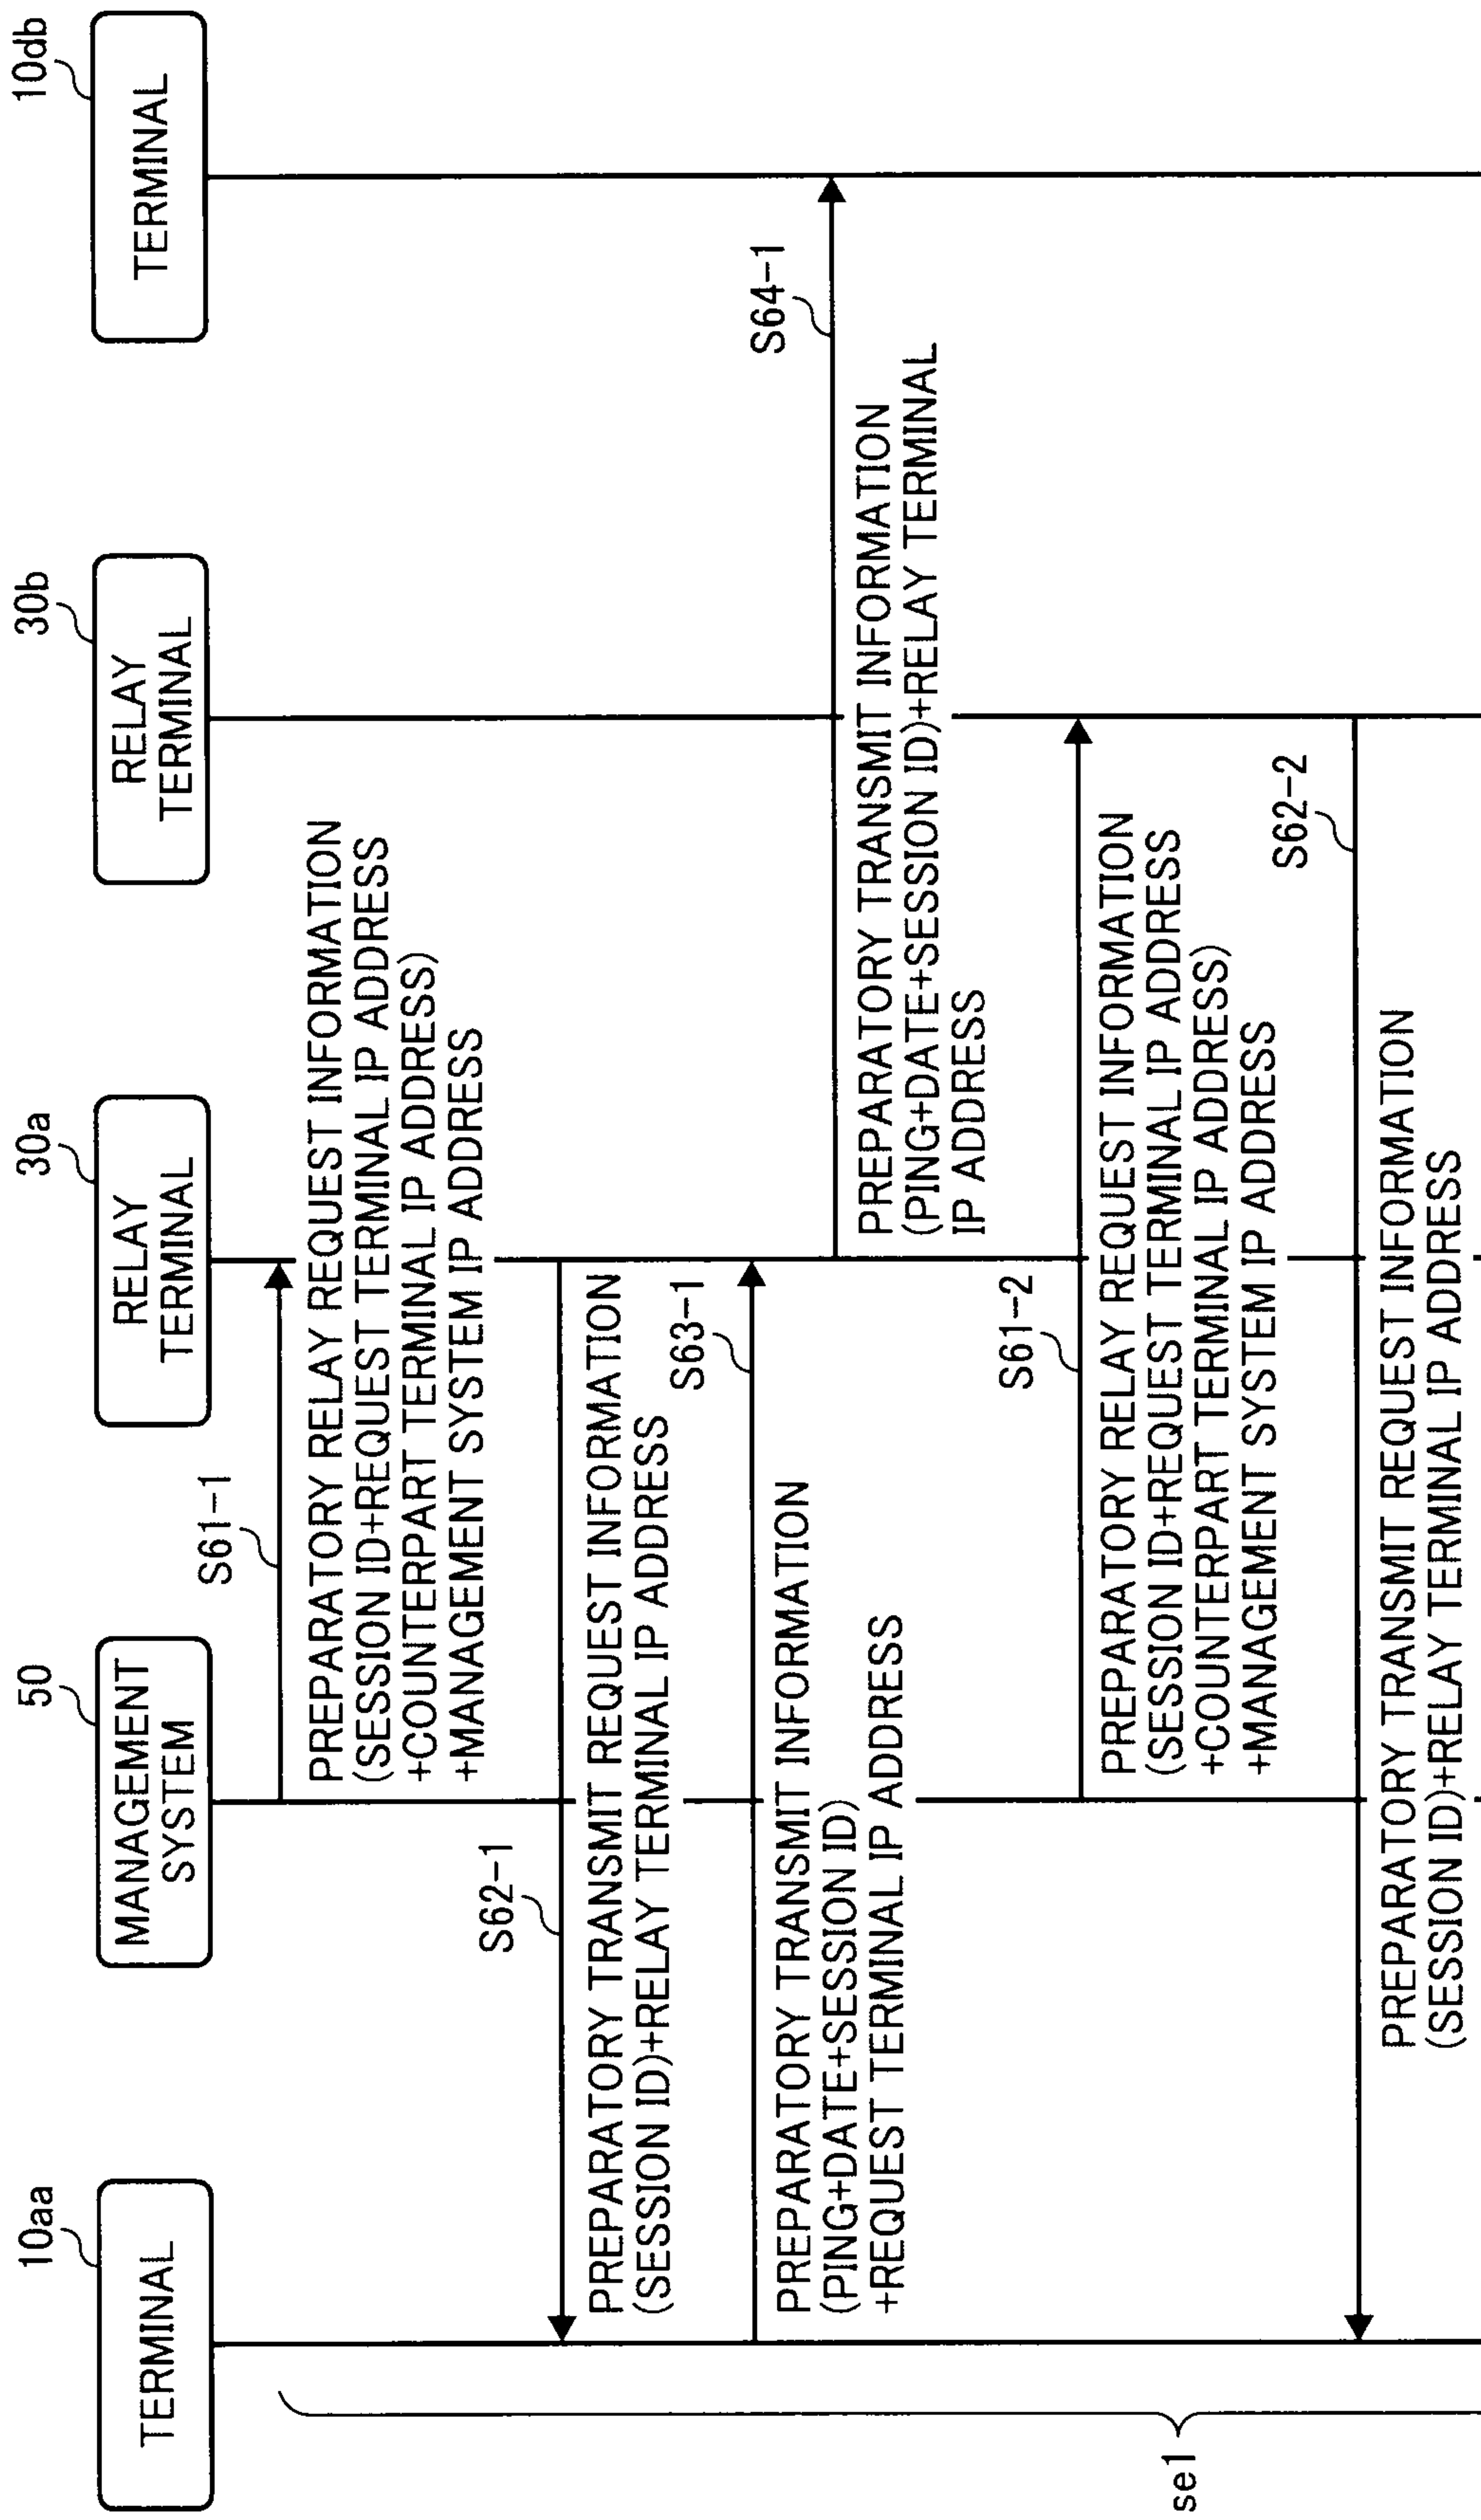 10aa
TERMINAL
50
MANAGEMENT
SYSTEM
30a
RELAY
TERMINAL
30b
RELAY
TERMINAL
10db
TERMINAL
S61-1
PREPARATORY RELAY REQUEST INFORMATION
(SESSION ID+REQUEST TERMINAL IP ADDRESS
+COUNTERPART TERMINAL IP ADDRESS)
+MANAGEMENT SYSTEM IP ADDRESS
S62-1
PREPARATORY TRANSMIT REQUEST INFORMATION
(SESSION ID)+RELAY TERMINAL IP ADDRESS
S63-1
PREPARATORY TRANSMIT INFORMATION
(PING+DATE+SESSION ID)
+REQUEST TERMINAL IP ADDRESS
S64-1
PREPARATORY TRANSMIT INFORMATION
(PING+DATE+SESSION ID)+RELAY TERMINAL
IP ADDRESS
S61-2
PREPARATORY RELAY REQUEST INFORMATION
(SESSION ID+REQUEST TERMINAL IP ADDRESS
+COUNTERPART TERMINAL IP ADDRESS)
+MANAGEMENT SYSTEM IP ADDRESS
S62-2
PREPARATORY TRANSMIT REQUEST INFORMATION
(SESSION ID)+RELAY TERMINAL IP ADDRESS
se1